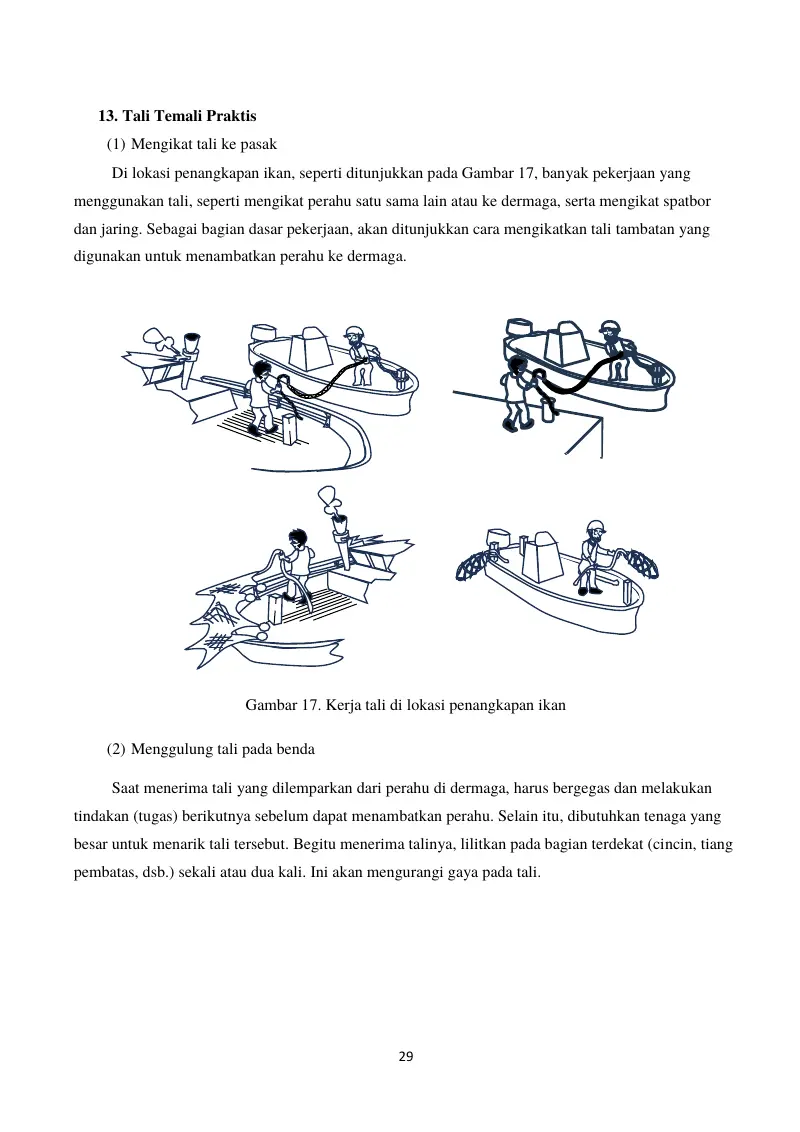 13. Tali Temali Praktis
(1) Mengikat tali ke pasak
Di lokasi penangkapan ikan, seperti ditunjukkan pada Gambar 17, banyak pekerjaan yang
menggunakan tali, seperti mengikat perahu satu sama lain atau ke dermaga, serta mengikat spatbor
dan jaring. Sebagai bagian dasar pekerjaan, akan ditunjukkan cara mengikatkan tali tambatan yang
digunakan untuk menambatkan perahu ke dermaga.
Gambar 17. Kerja tali di lokasi penangkapan ikan
(2) Menggulung tali pada benda
Saat menerima tali yang dilemparkan dari perahu di dermaga, harus bergegas dan melakukan
tindakan (tugas) berikutnya sebelum dapat menambatkan perahu. Selain itu, dibutuhkan tenaga yang
besar untuk menarik tali tersebut. Begitu menerima talinya, lilitkan pada bagian terdekat (cincin, tiang
pembatas, dsb.) sekali atau dua kali. Ini akan mengurangi gaya pada tali.
29